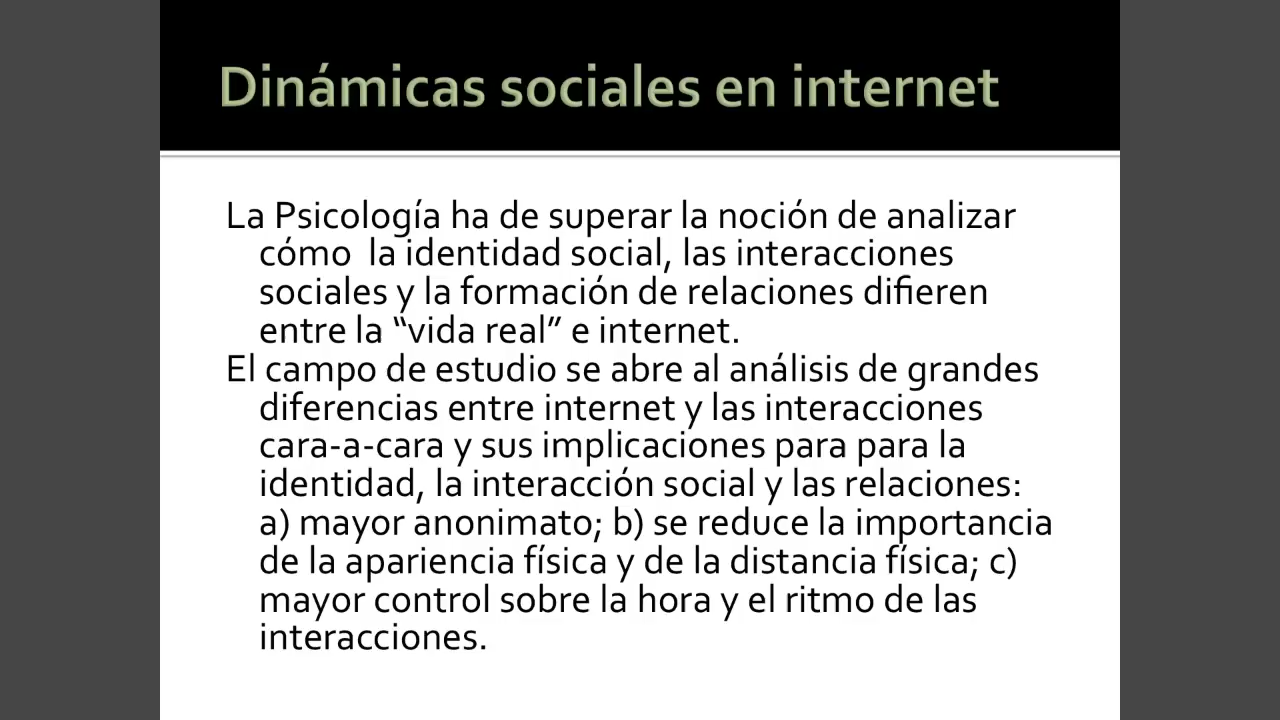 Dinámicas sociales en internet
La Psicología ha de superar la noción de analizar
cómo  la identidad social, las interacciones
sociales y la formación de relaciones difieren
entre la “vida real” e internet.
El campo de estudio se abre al análisis de grandes
diferencias entre internet y las interacciones
cara-a-cara y sus implicaciones para para la
identidad, la interacción social y las relaciones:
a) mayor anonimato; b) se reduce la importancia
de la apariencia física y de la distancia física; c)
mayor control sobre la hora y el ritmo de las
interacciones.